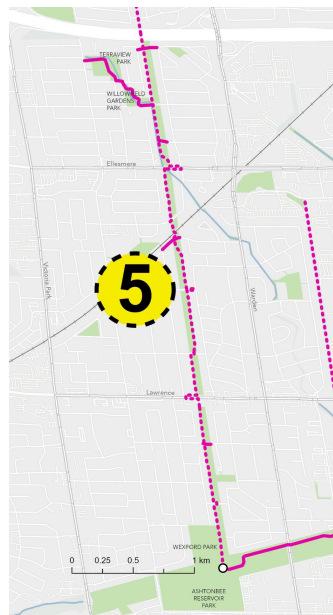 TERRAVIEW
PARK
WILLOWFIELD
GARDENS
PARK
Ellesmere
Victoria Park
Warden
5
Lawrence
WEXFORD PARK
0 0.25 0.5 1 km
ASHTONBEE
RESERVOIR
PARK